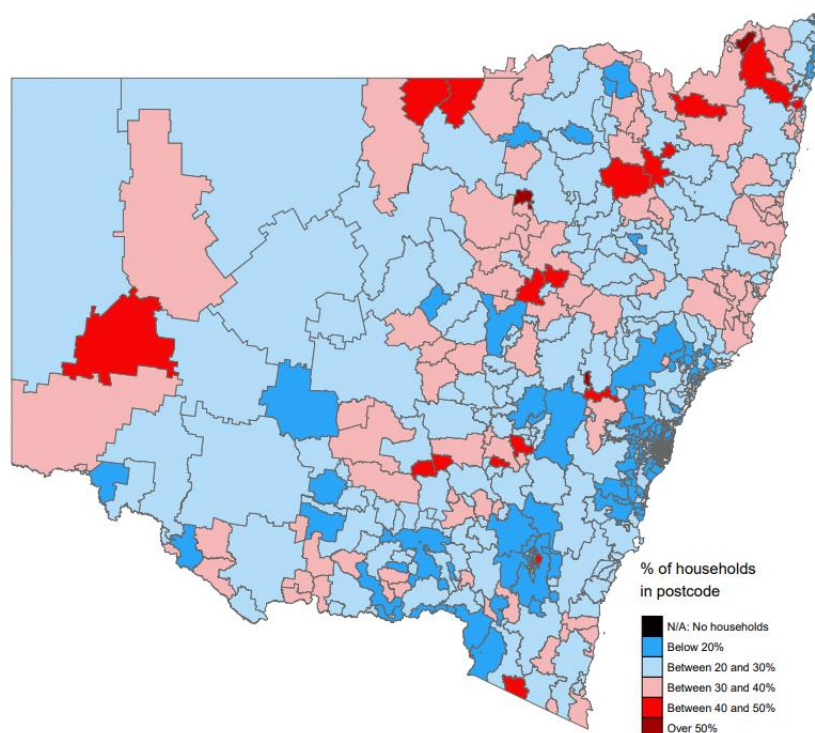 % of households
in postcode
N/A: No households
Below 20%
Between 20 and 30%
Between 30 and 40%
Between 40 and 50%
Over 50%